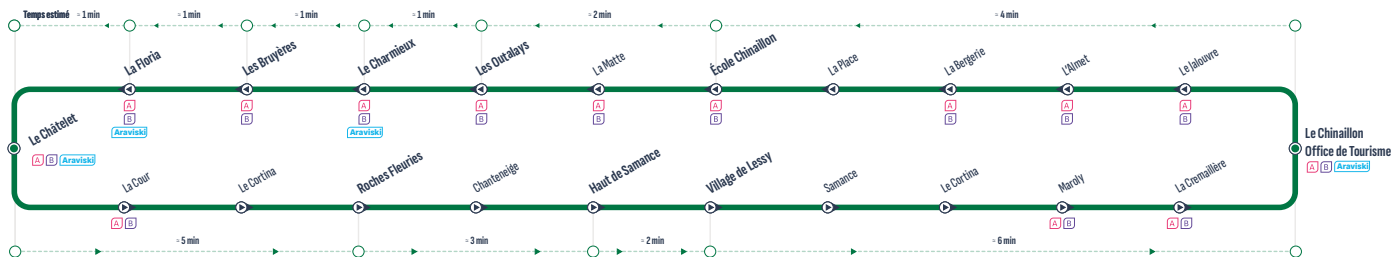 Temps estimé ≈ 1 min ≈ 1 min ≈ 1 min ≈ 1 min ≈ 2 min ≈ 4 min
La Floria
Les Bruyères
Le Charmieux
Les Outalays
La Matte
École Chinaillon
La Place
La Bergerie
L'Almet
Le Jalouvre
A A A A A A A A A
B B B B B B B B B
Araviski Araviski
Le Châtelet
A B Araviski
Le Chinaillon
Office de Tourisme
A B Araviski
La Cour
Le Cortina
Roches Fleuries
Chanteneige
Haut de Samance
Village de Lessy
Samance
Le Cortina
Maroly
La Cremaillière
A B A B A B
≈ 5 min ≈ 3 min ≈ 2 min ≈ 6 min